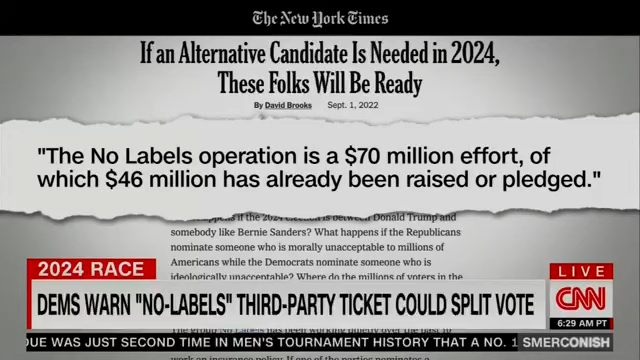 The New York Times
If an Alternative Candidate Is Needed in 2024,
These Folks Will Be Ready
By David Brooks Sept. 1, 2022
"The No Labels operation is a $70 million effort, of
which $46 million has already been raised or pledged."
if the 2024 election is between Donald Trump and
somebody like Bernie Sanders? What happens if the Republicans
nominate someone who is morally unacceptable to millions of
Americans while the Democrats nominate someone who is
ideologically unacceptable? Where do the millions of voters in the
2024 RACE
LIVE
DEMS WARN "NO-LABELS" THIRD-PARTY TICKET COULD SPLIT VOTE
CNN
6:29 AM PT
DUE WAS JUST SECOND TIME IN MEN'S TOURNAMENT HISTORY THAT A NO. 1
SMERCONISH